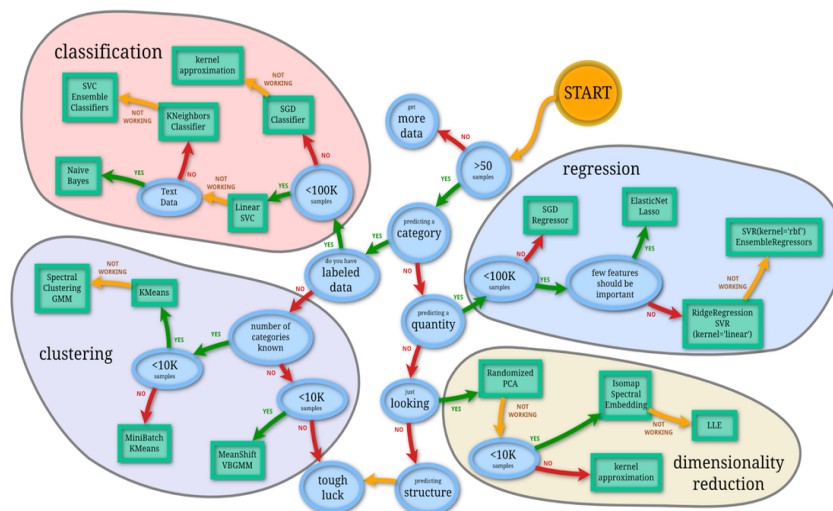 classification
kernel
approximation
NOT
WORKING
SVC
Ensemble
Classifiers
NOT
WORKING
KNeighbors
Classifier
SGD
Classifier
NO
NO
YES
Naive
Bayes
YES
Text
Data
NOT
WORKING
Linear
SVC
<100K
samples
YES
START
get
more
data
NO
>50
samples
YES
predicting a
category
YES
NO
do you have
labeled
data
NO
predicting a
quantity
YES
NO
regression
SGD
Regressor
NO
<100K
samples
YES
ElasticNet
Lasso
YES
few features
should be
important
NO
SVR(kernel='rbf')
EnsembleRegressors
NOT
WORKING
RidgeRegression
SVR
(kernel='linear')
clustering
Spectral
Clustering
GMM
NOT
WORKING
KMeans
YES
<10K
samples
NO
MiniBatch
KMeans
YES
number of
categories
known
NO
<10K
samples
YES
NO
MeanShift
VBGMM
tough
luck
just
looking
YES
NO
predicting
structure
Randomized
PCA
NOT
WORKING
<10K
samples
YES
NO
Isomap
Spectral
Embedding
NOT
WORKING
LLE
kernel
approximation
dimensionality
reduction